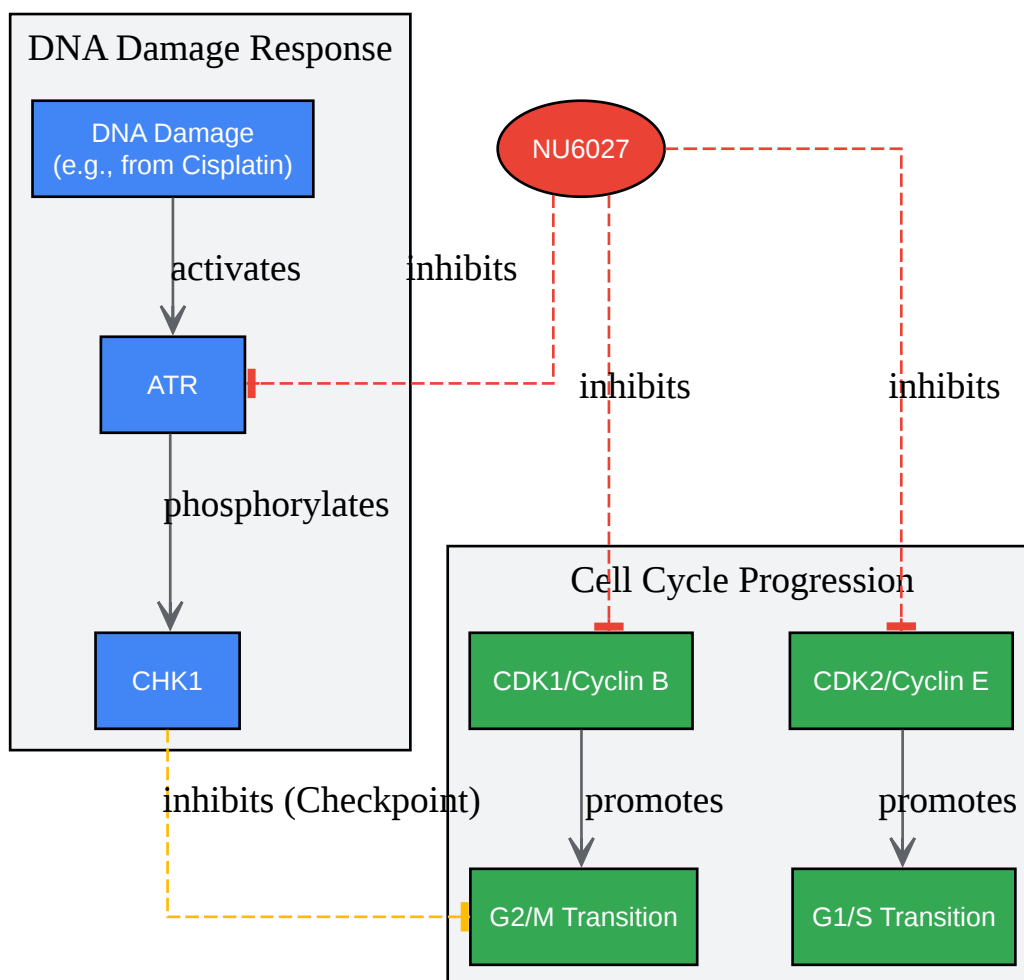 DNA Damage Response
DNA Damage
(e.g., from Cisplatin)
NU6027
activates
inhibits
ATR
inhibits
inhibits
phosphorylates
Cell Cycle Progression
CHK1
CDK1/Cyclin B
CDK2/Cyclin E
inhibits (Checkpoint)
promotes
promotes
G2/M Transition
G1/S Transition